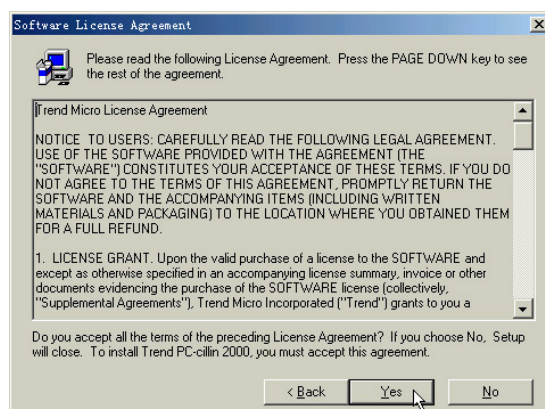 Software License Agreement
Please read the following License Agreement. Press the PAGE DOWN key to see
the rest of the agreement.
Trend Micro License Agreement
NOTICE TO USERS: CAREFULLY READ THE FOLLOWING LEGAL AGREEMENT.
USE OF THE SOFTWARE PROVIDED WITH THE AGREEMENT (THE
"SOFTWARE") CONSTITUTES YOUR ACCEPTANCE OF THESE TERMS. IF YOU DO
NOT AGREE TO THE TERMS OF THIS AGREEMENT, PROMPTLY RETURN THE
SOFTWARE AND THE ACCOMPANYING ITEMS (INCLUDING WRITTEN
MATERIALS AND PACKAGING) TO THE LOCATION WHERE YOU OBTAINED THEM
FOR A FULL REFUND.
1. LICENSE GRANT. Upon the valid purchase of a license to the SOFTWARE and
except as otherwise specified in an accompanying license summary, invoice or other
documents evidencing the purchase of the SOFTWARE license (collectively,
"Supplemental Agreements"), Trend Micro Incorporated ("Trend") grants to you a
Do you accept all the terms of the preceding License Agreement? If you choose No, Setup
will close. To install Trend PC-cillin 2000, you must accept this agreement.
< Back Yes No